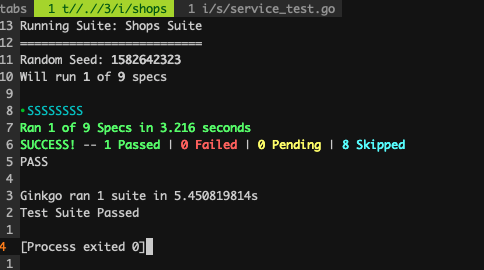 tabs  1 t//.//3/i/shops  1 i/s/service_test.go
13 Running Suite: Shops Suite
12 ==========================
11 Random Seed: 1582642323
10 Will run 1 of 9 specs
9
8 •SSSSSSSS
7 Ran 1 of 9 Specs in 3.216 seconds
6 SUCCESS! -- 1 Passed | 0 Failed | 0 Pending | 8 Skipped
5 PASS
4
3 Ginkgo ran 1 suite in 5.450819814s
2 Test Suite Passed
1
4 [Process exited 0]
1